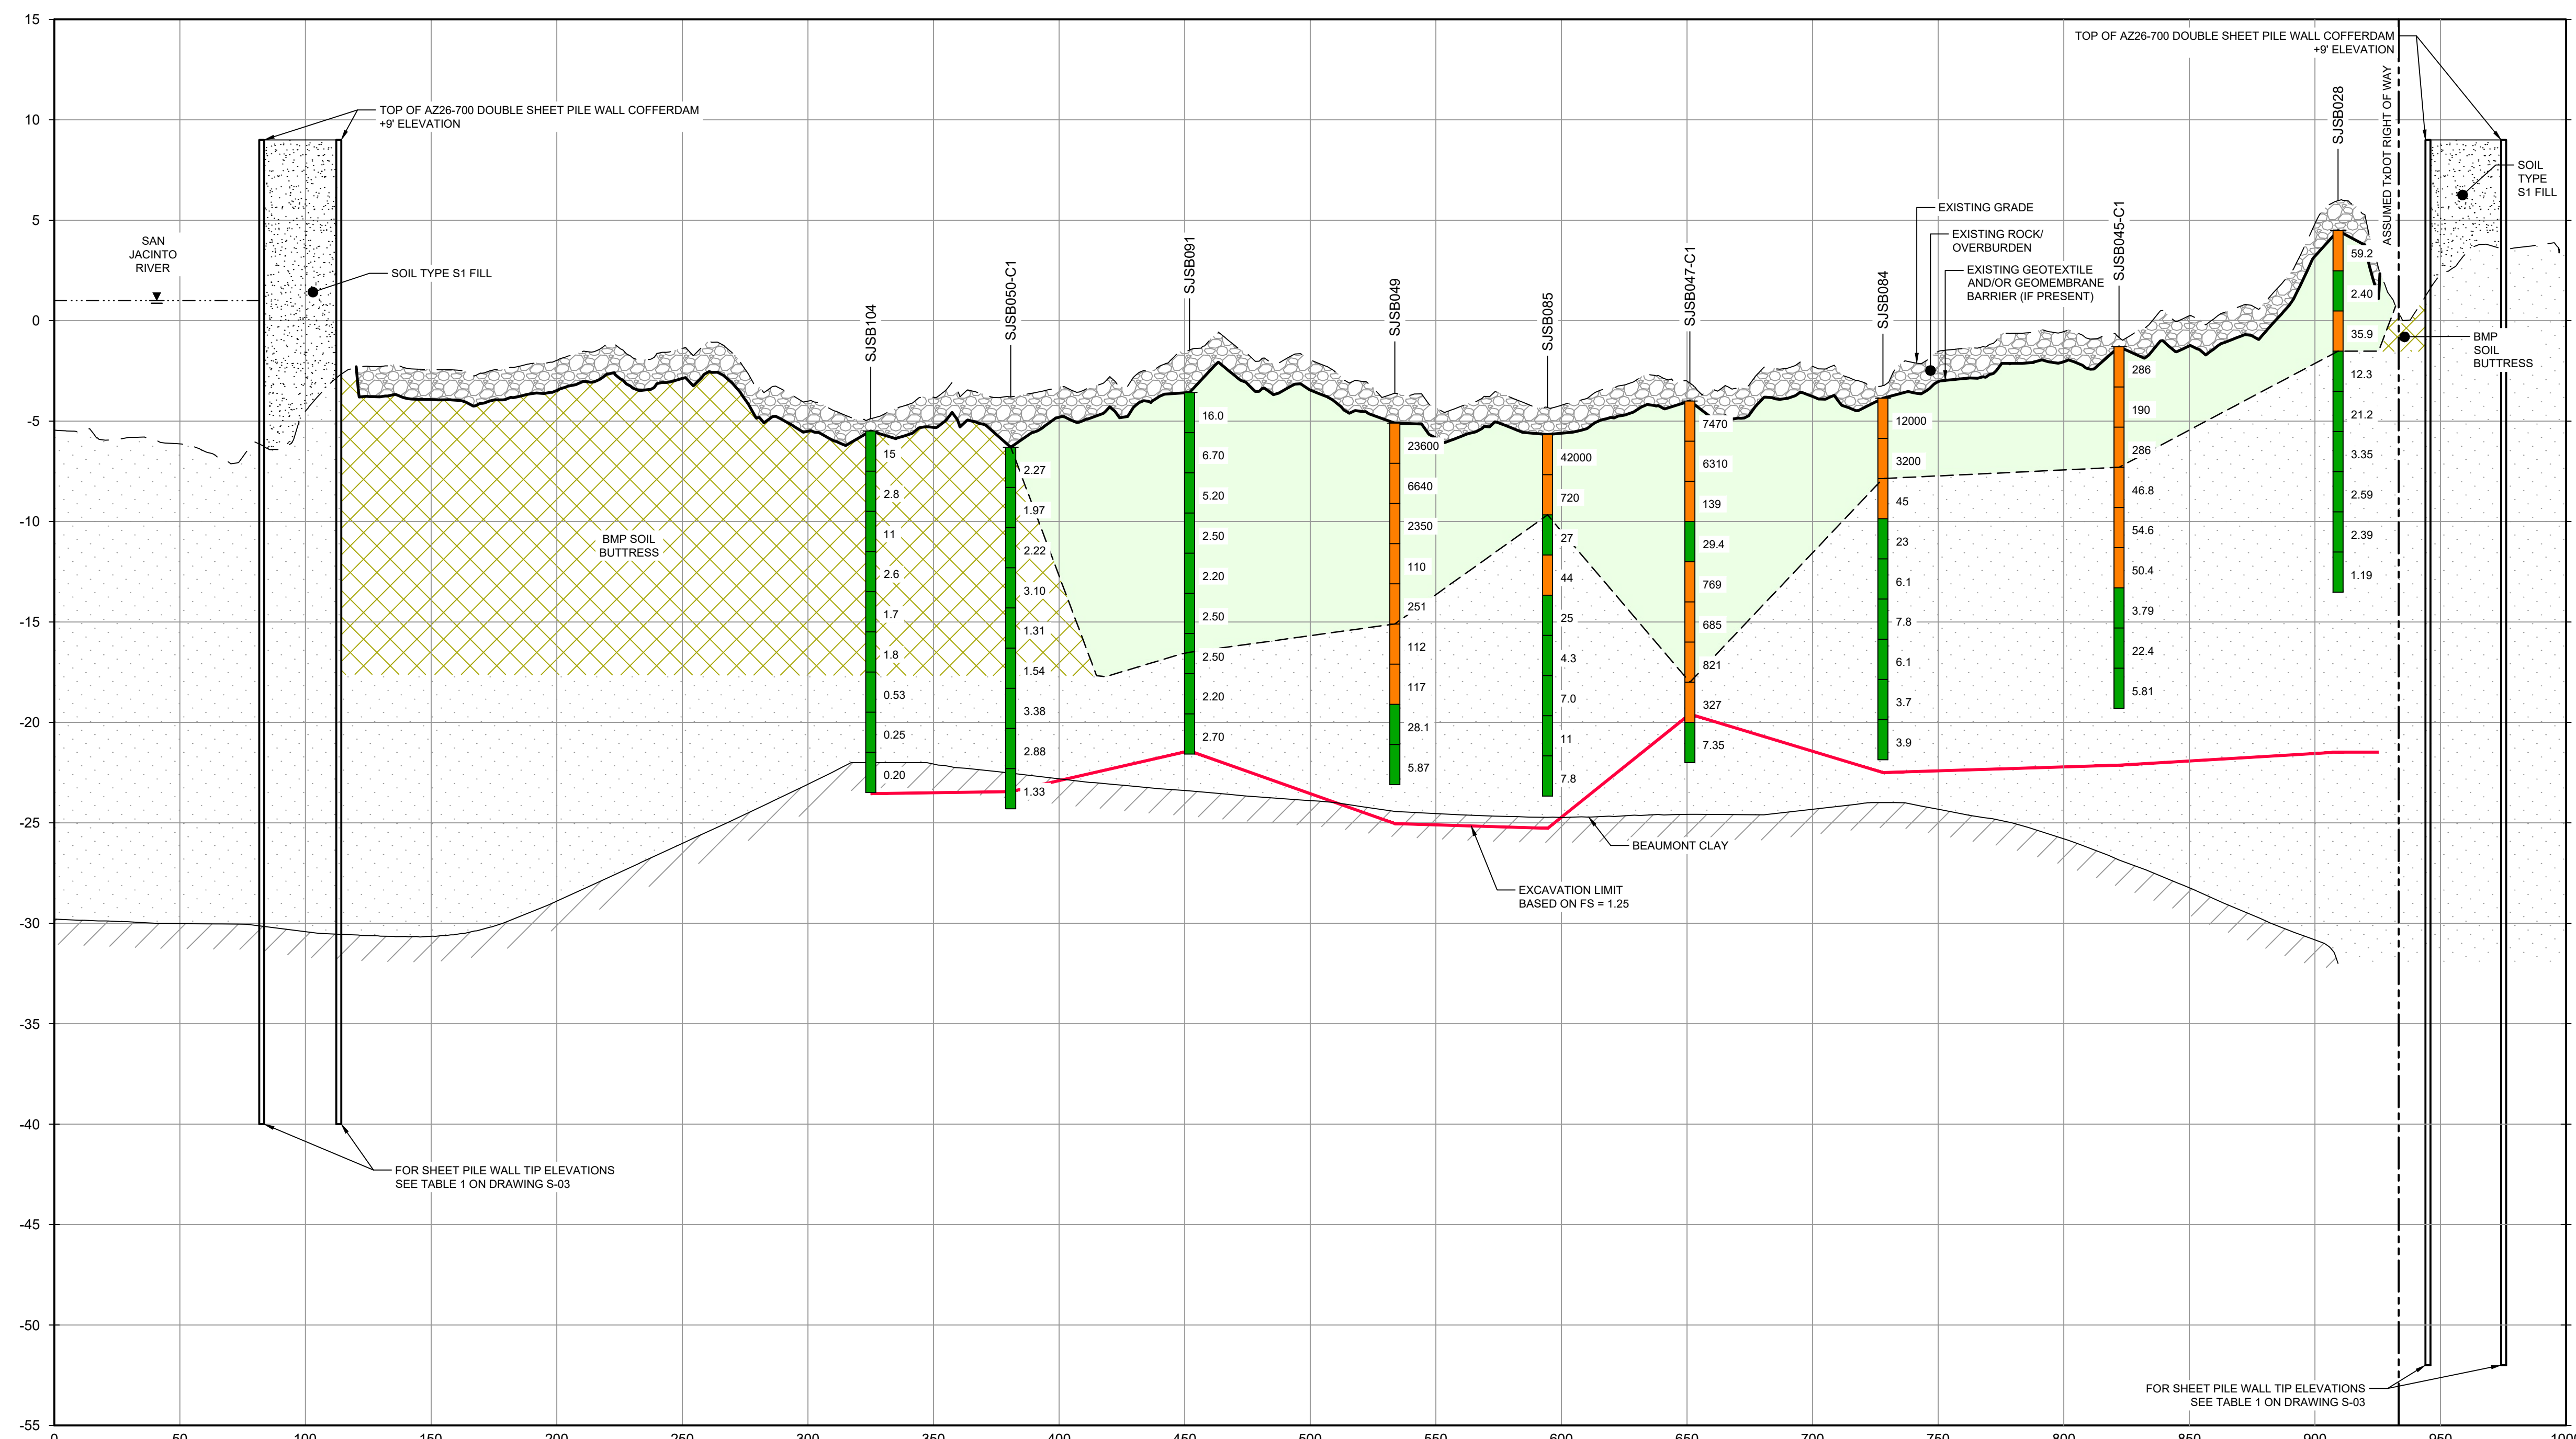 15
10
5
0
-5
-10
-15
-20
-25
-30
-35
-40
-45
-50
-55
TOP OF AZ26-700 DOUBLE SHEET PILE WALL COFFERDAM
+9' ELEVATION
SAN
JACINTO
RIVER
SOIL TYPE S1 FILL
BMP SOIL
BUTTRESS
FOR SHEET PILE WALL TIP ELEVATIONS
SEE TABLE 1 ON DRAWING S-03
SJSB104
15
2.8
11
2.6
1.7
1.8
0.53
0.25
0.20
SJSB050-C1
2.27
1.97
2.22
3.10
1.31
1.54
3.38
2.88
1.33
SJSB091
16.0
6.70
5.20
2.50
2.20
2.50
2.50
2.20
2.70
SJSB049
23600
6640
2350
110
251
112
117
28.1
5.87
SJSB085
42000
720
27
44
25
4.3
7.0
11
7.8
SJSB047-C1
7470
6310
139
29.4
769
685
821
327
7.35
SJSB084
12000
3200
45
23
6.1
7.8
6.1
3.7
3.9
EXISTING GRADE
EXISTING ROCK/
OVERBURDEN
EXISTING GEOTEXTILE
AND/OR GEOMEMBRANE
BARRIER (IF PRESENT)
SJSB045-C1
286
190
286
46.8
54.6
50.4
3.79
22.4
5.81
SJSB028
59.2
2.40
35.9
12.3
21.2
3.35
2.59
2.39
1.19
ASSUMED TxDOT RIGHT OF WAY
TOP OF AZ26-700 DOUBLE SHEET PILE WALL COFFERDAM
+9' ELEVATION
SOIL
TYPE
S1 FILL
BMP
SOIL
BUTTRESS
BEAUMONT CLAY
EXCAVATION LIMIT
BASED ON FS = 1.25
FOR SHEET PILE WALL TIP ELEVATIONS
SEE TABLE 1 ON DRAWING S-03
0 50 100 150 200 250 300 350 400 450 500 550 600 650 700 750 800 850 900 950